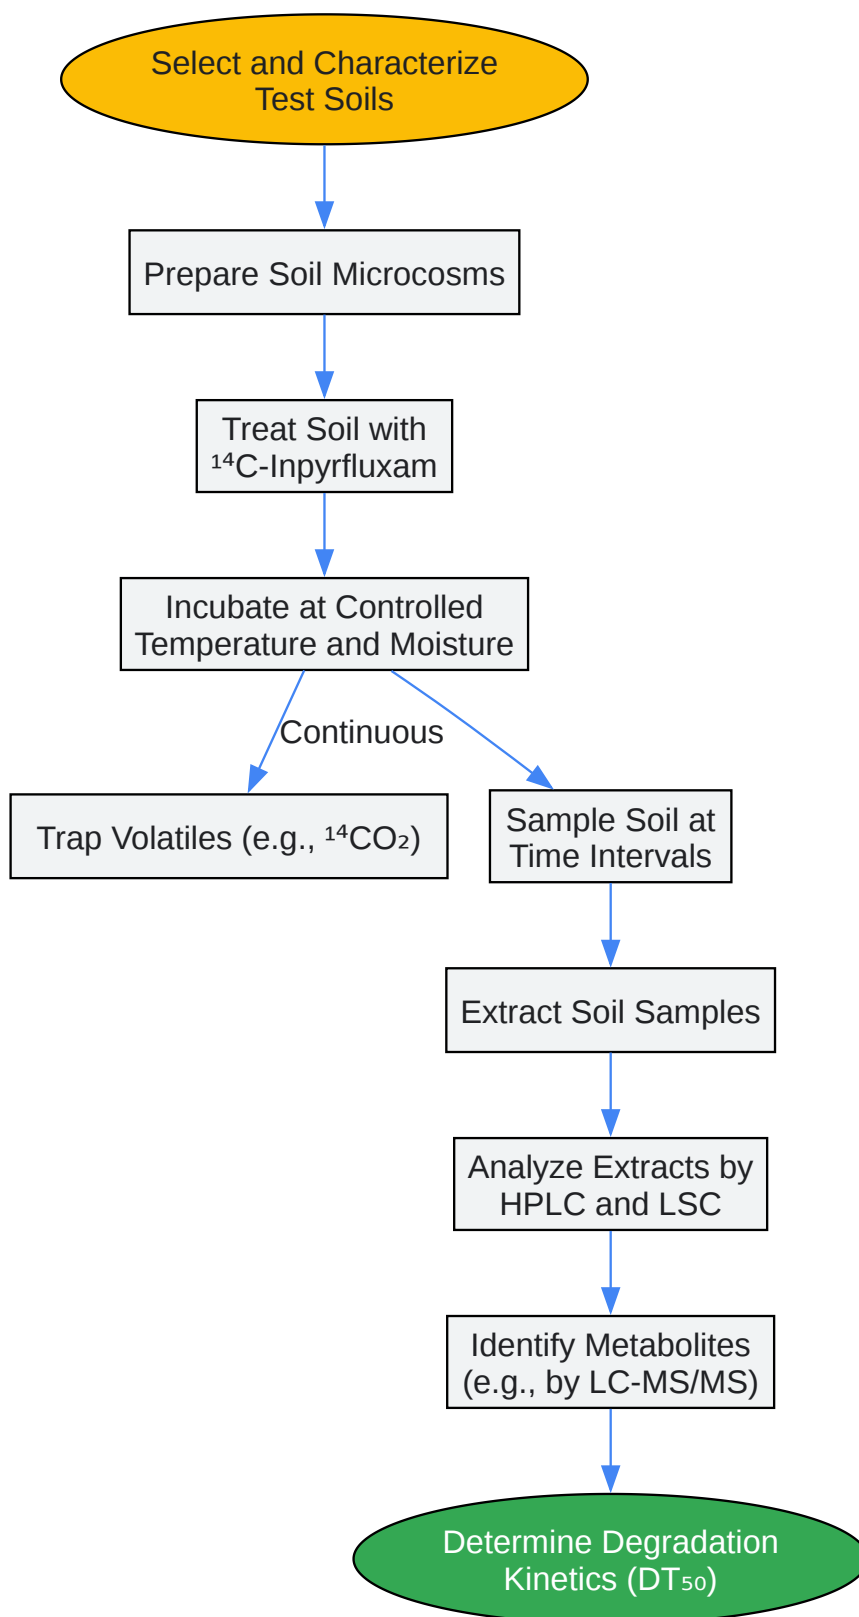 Select and Characterize
Test Soils
Prepare Soil Microcosms
Treat Soil with
¹⁴C-Inpyrfluxam
Incubate at Controlled
Temperature and Moisture
Continuous
Trap Volatiles (e.g., ¹⁴CO₂)
Sample Soil at
Time Intervals
Extract Soil Samples
Analyze Extracts by
HPLC and LSC
Identify Metabolites
(e.g., by LC-MS/MS)
Determine Degradation
Kinetics (DT₅₀)